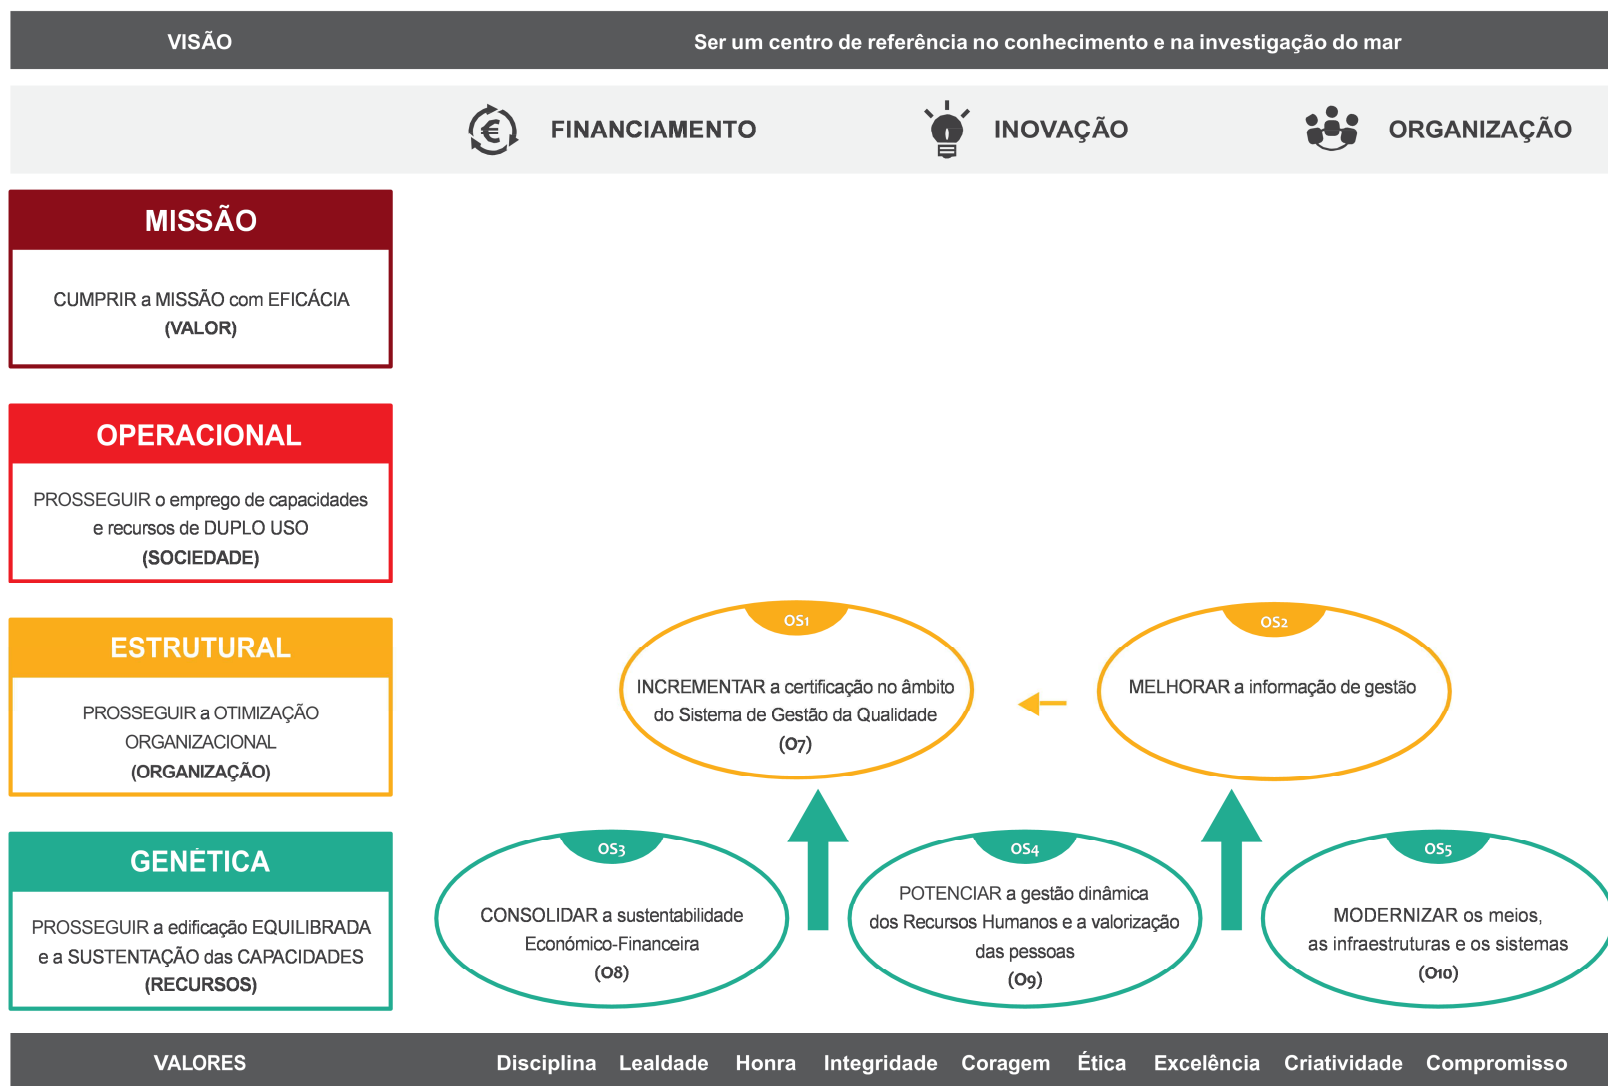 VISÃO
Ser um centro de referência no conhecimento e na investigação do mar
€
FINANCIAMENTO
INOVAÇÃO
ORGANIZAÇÃO
MISSÃO
CUMPRIR a MISSÃO com EFICÁCIA
(VALOR)
OPERACIONAL
PROSSEGUIR o emprego de capacidades
e recursos de DUPLO USO
(SOCIEDADE)
ESTRUTURAL
PROSSEGUIR a OTIMIZAÇÃO
ORGANIZACIONAL
(ORGANIZAÇÃO)
OS1
INCREMENTAR a certificação no âmbito
do Sistema de Gestão da Qualidade
(O7)
OS2
MELHORAR a informação de gestão
GENÉTICA
PROSSEGUIR a edificação EQUILIBRADA
e a SUSTENTAÇÃO das CAPACIDADES
(RECURSOS)
OS3
CONSOLIDAR a sustentabilidade
Económico-Financeira
(O8)
OS4
POTENCIAR a gestão dinâmica
dos Recursos Humanos e a valorização
das pessoas
(O9)
OS5
MODERNIZAR os meios,
as infraestruturas e os sistemas
(O10)
VALORES
Disciplina Lealdade Honra Integridade Coragem Ética Excelência Criatividade Compromisso